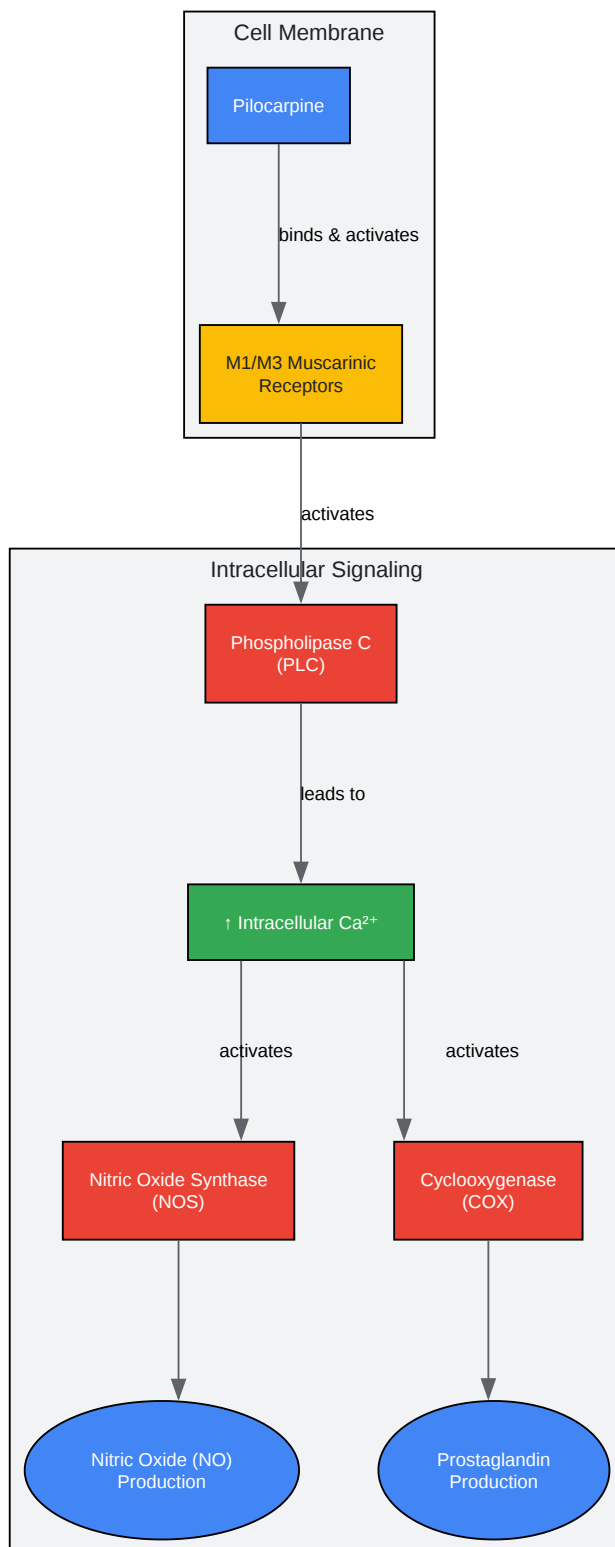 Cell Membrane
Pilocarpine
binds & activates
M1/M3 Muscarinic
Receptors
activates
Intracellular Signaling
Phospholipase C
(PLC)
leads to
↑ Intracellular Ca²⁺
activates
activates
Nitric Oxide Synthase
(NOS)
Cyclooxygenase
(COX)
Nitric Oxide (NO)
Production
Prostaglandin
Production